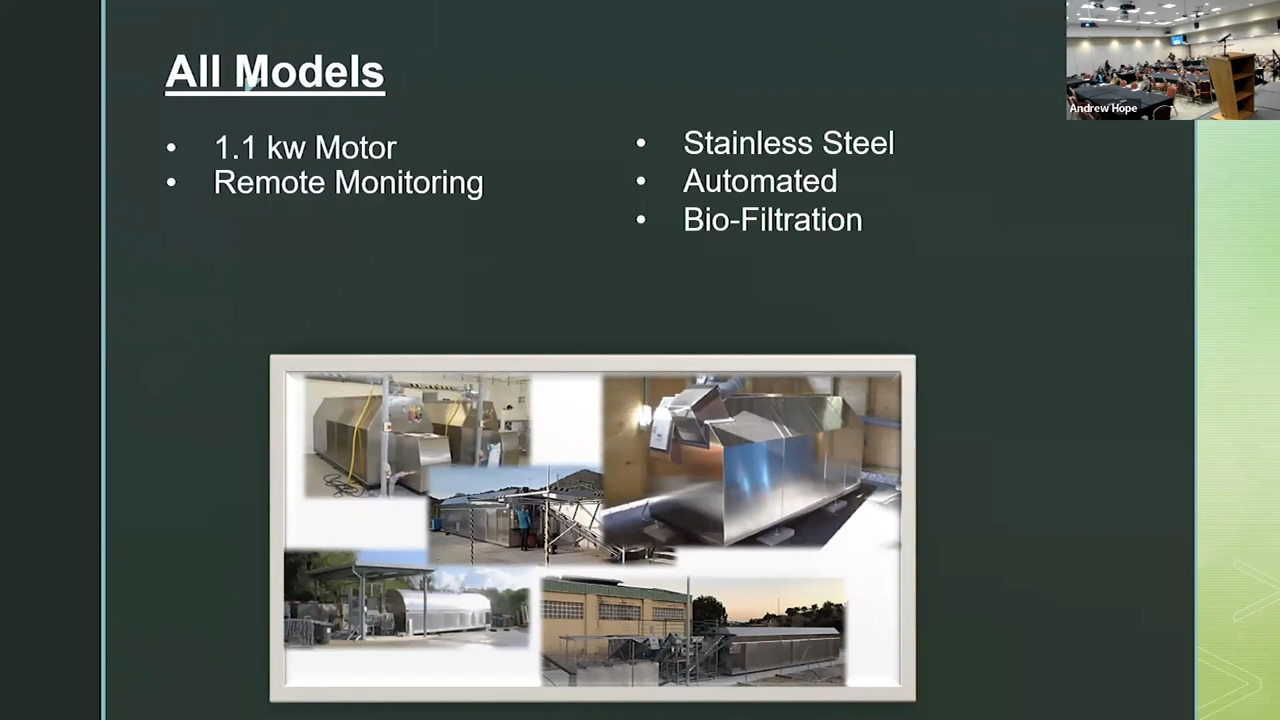 All Models
1.1 kw Motor
Remote Monitoring
Stainless Steel
Automated
Bio-Filtration
Andrew Hope